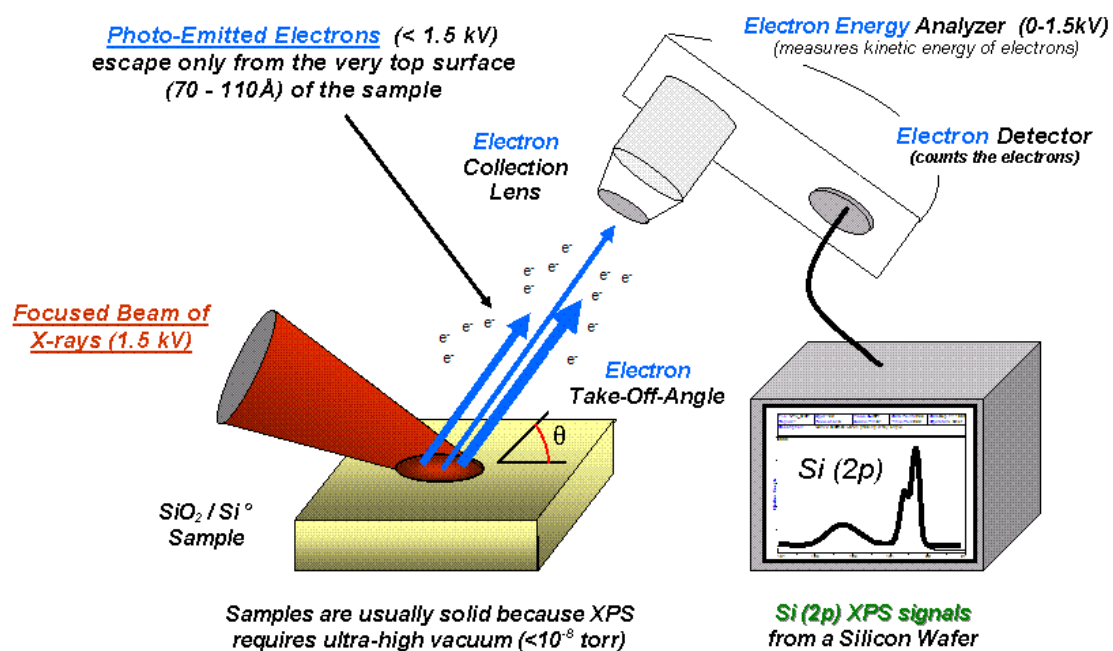 Photo-Emitted Electrons (< 1.5 kV)
escape only from the very top surface
(70 - 110Å) of the sample
Electron Energy Analyzer (0-1.5kV)
(measures kinetic energy of electrons)
Electron Detector
(counts the electrons)
Electron
Collection
Lens
e⁻ e⁻ e⁻
e⁻ e⁻ e⁻
e⁻ e⁻
e⁻ e⁻ e⁻
e⁻ e⁻
e⁻ e⁻
Focused Beam of
X-rays (1.5 kV)
Electron
Take-Off-Angle
θ
Si (2p)
SiO₂ / Si °
Sample
Samples are usually solid because XPS
requires ultra-high vacuum (<10⁻⁸ torr)
Si (2p) XPS signals
from a Silicon Wafer